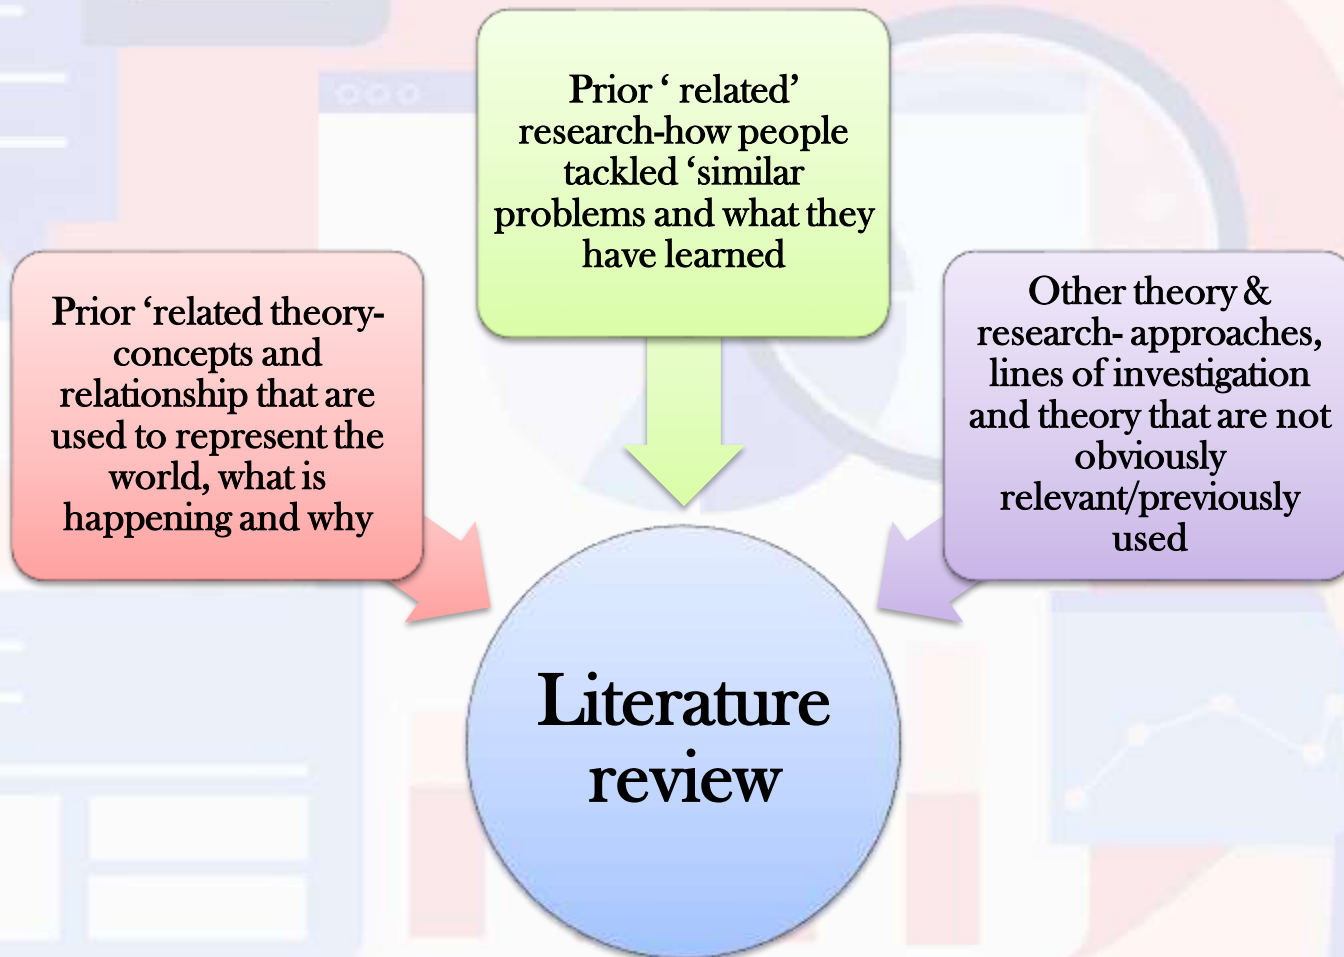 Prior ‘ related’
research-how people
tackled ‘similar
problems and what they
have learned
Prior ‘related theory-
concepts and
relationship that are
used to represent the
world, what is
happening and why
Other theory &
research- approaches,
lines of investigation
and theory that are not
obviously
relevant/previously
used
Literature
review